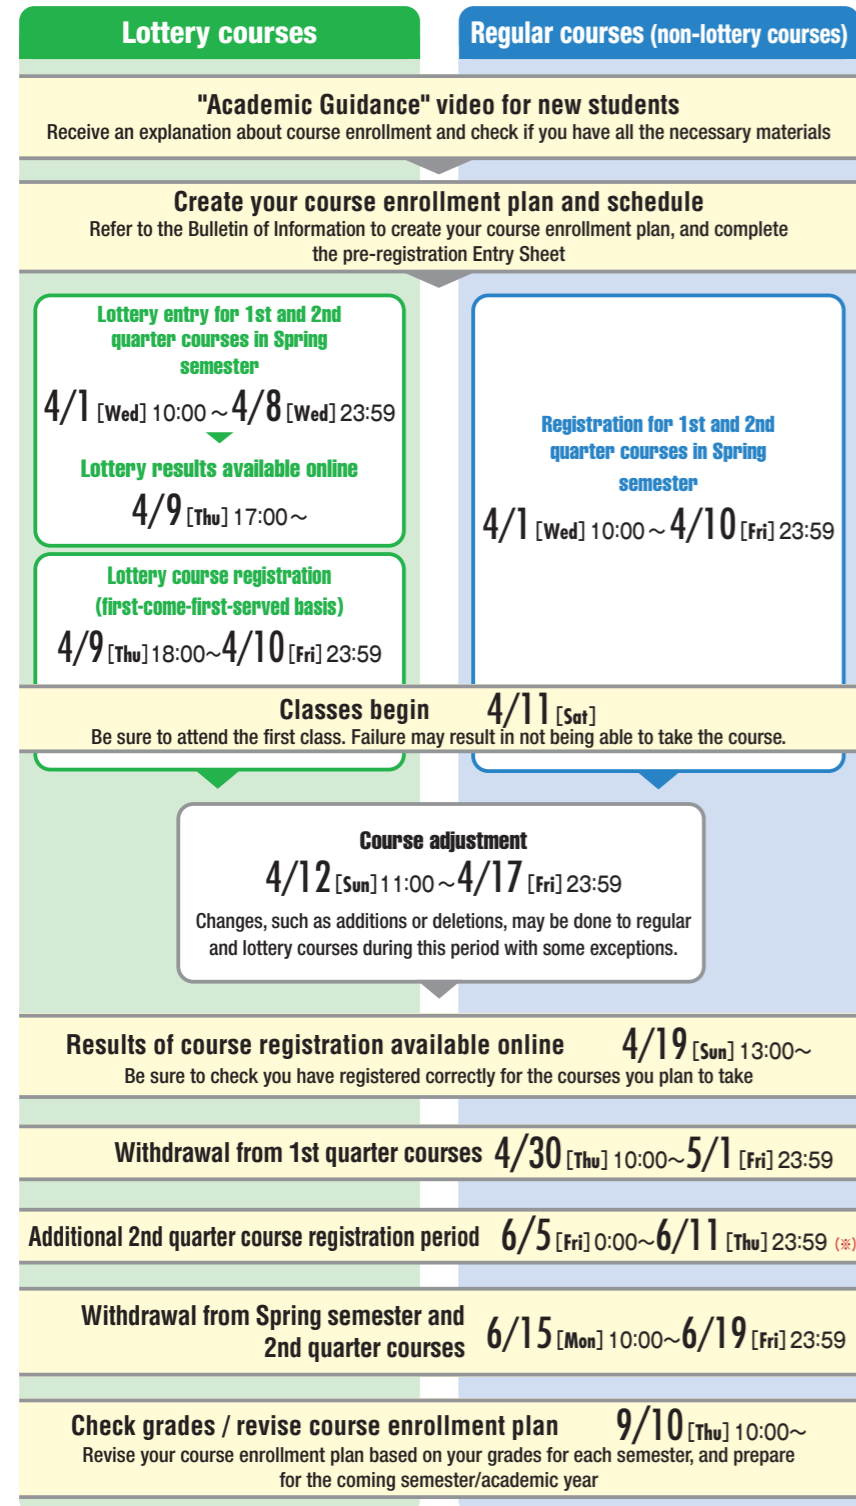 Lottery courses
Regular courses (non-lottery courses)
"Academic Guidance" video for new students
Receive an explanation about course enrollment and check if you have all the necessary materials
Create your course enrollment plan and schedule
Refer to the Bulletin of Information to create your course enrollment plan, and complete
the pre-registration Entry Sheet
Lottery entry for 1st and 2nd
quarter courses in Spring
semester
4/1 [Wed] 10:00～4/8 [Wed] 23:59
Lottery results available online
4/9 [Thu] 17:00～
Lottery course registration
(first-come-first-served basis)
4/9 [Thu] 18:00~4/10 [Fri] 23:59
Registration for 1st and 2nd
quarter courses in Spring
semester
4/1 [Wed] 10:00～4/10 [Fri] 23:59
Classes begin 4/11 [Sat]
Be sure to attend the first class. Failure may result in not being able to take the course.
Course adjustment
4/12 [Sun] 11:00～4/17 [Fri] 23:59
Changes, such as additions or deletions, may be done to regular
and lottery courses during this period with some exceptions.
Results of course registration available online 4/19 [Sun] 13:00~
Be sure to check you have registered correctly for the courses you plan to take
Withdrawal from 1st quarter courses 4/30 [Thu] 10:00~5/1 [Fri] 23:59
Additional 2nd quarter course registration period 6/5 [Fri] 0:00~6/11 [Thu] 23:59 (※)
Withdrawal from Spring semester and
2nd quarter courses 6/15 [Mon] 10:00~6/19 [Fri] 23:59
Check grades / revise course enrollment plan 9/10 [Thu] 10:00~
Revise your course enrollment plan based on your grades for each semester, and prepare
for the coming semester/academic year